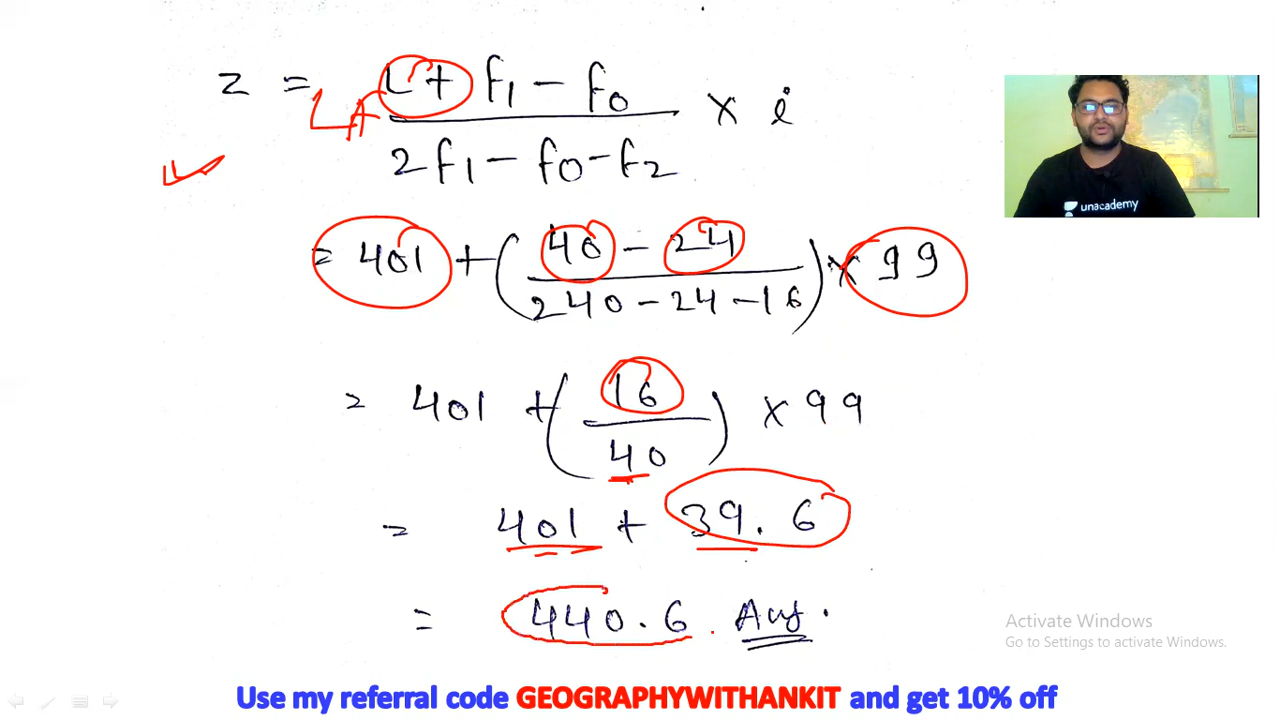 z = L + f1 - f0 × i
L+
2f1 - f0 - f2
unacademy
= 401 + (40 - 24) × 99
240 - 24 - 16
= 401 + (16) × 99
40
= 401 + 39.6
= 440.6 Ans.
Activate Windows
Go to Settings to activate Windows.
Use my referral code GEOGRAPHYWITHANKIT and get 10% off